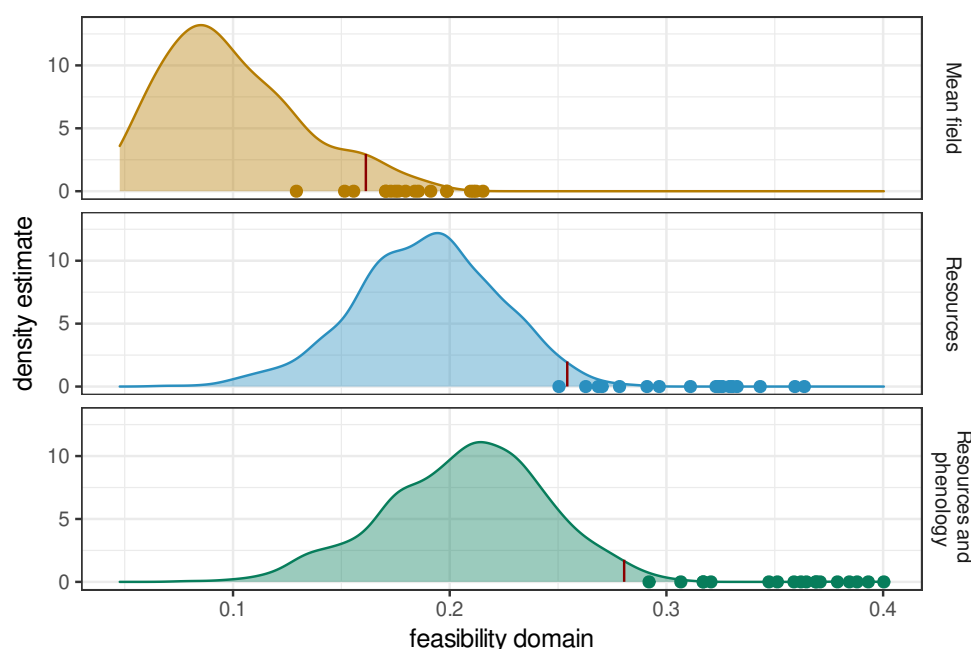 10
5
0
Mean field
10
5
0
Resources
10
5
0
Resources and
phenology
density estimate
0.1 0.2 0.3 0.4
feasibility domain